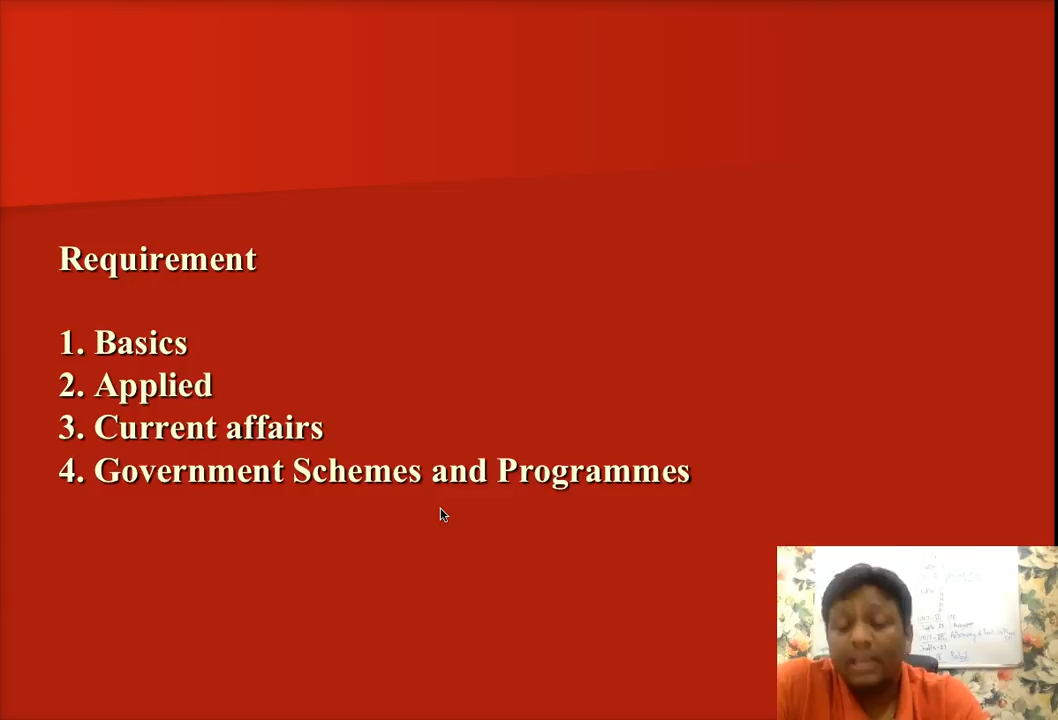 Requirement
1. Basics
2. Applied
3. Current affairs
4. Government Schemes and Programmes